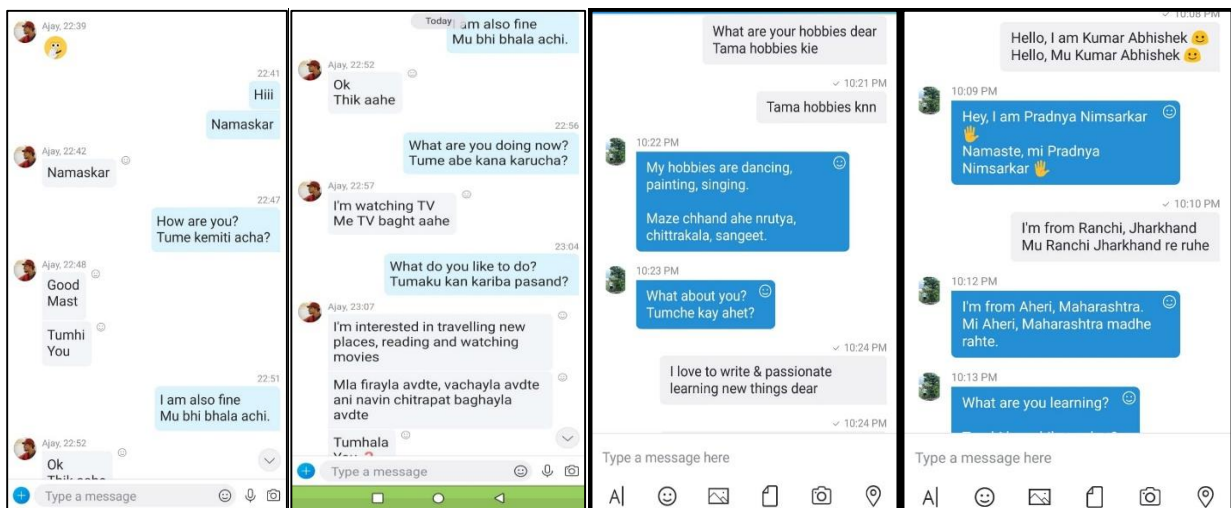 Ajay, 22:39
22:41
Hiii
Namaskar
Ajay, 22:42
Namaskar
22:47
How are you?
Tume kemiti acha?
Ajay, 22:48
Good
Mast
Tumhi
You
22:51
I am also fine
Mu bhi bhala achi.
Ajay, 22:52
Ok
Thik aahe
Type a message
Today
I am also fine
Mu bhi bhala achi.
Ajay, 22:52
Ok
Thik aahe
22:56
What are you doing now?
Tume abe kana karucha?
Ajay, 22:57
I'm watching TV
Me TV baght aahe
23:04
What do you like to do?
Tumaku kan kariba pasand?
Ajay, 23:07
I'm interested in travelling new
places, reading and watching
movies
Mla firayla avdte, vachayla avdte
ani navin chitrapat baghayla
avdte
Tumhala
You ?
Type a message
What are your hobbies dear
Tama hobbies kie
10:21 PM
Tama hobbies knn
10:22 PM
My hobbies are dancing,
painting, singing.
Maze chhand ahe nrutya,
chittrakala, sangeet.
10:23 PM
What about you?
Tumche kay ahet?
10:24 PM
I love to write & passionate
learning new things dear
10:24 PM
Type a message here
A
10:08 PM
Hello, I am Kumar Abhishek
Hello, Mu Kumar Abhishek
10:09 PM
Hey, I am Pradnya Nimsarkar
Namaste, mi Pradnya
Nimsarkar
10:10 PM
I'm from Ranchi, Jharkhand
Mu Ranchi Jharkhand re ruhe
10:12 PM
I'm from Aheri, Maharashtra.
Mi Aheri, Maharashtra madhe
rahte.
10:13 PM
What are you learning?
Type a message here
A